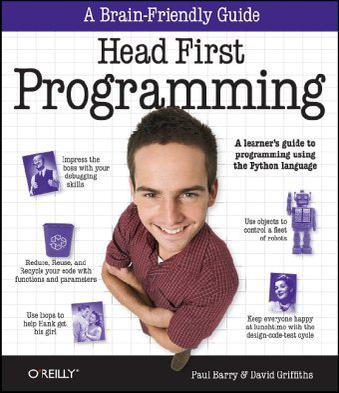 A Brain-Friendly Guide
Head First
Programming
A learner's guide to
programming using
the Python language
Impress the
boss with your
debugging
skills
Use objects to
control a fleet
of robots
Reduce, Reuse, and
Recycle your code with
functions and parameters
Use loops to
help Hank get
his girl
Keep everyone happy
at lunchtime with the
design-code-test cycle
O'REILLY®
Paul Barry & David Griffiths